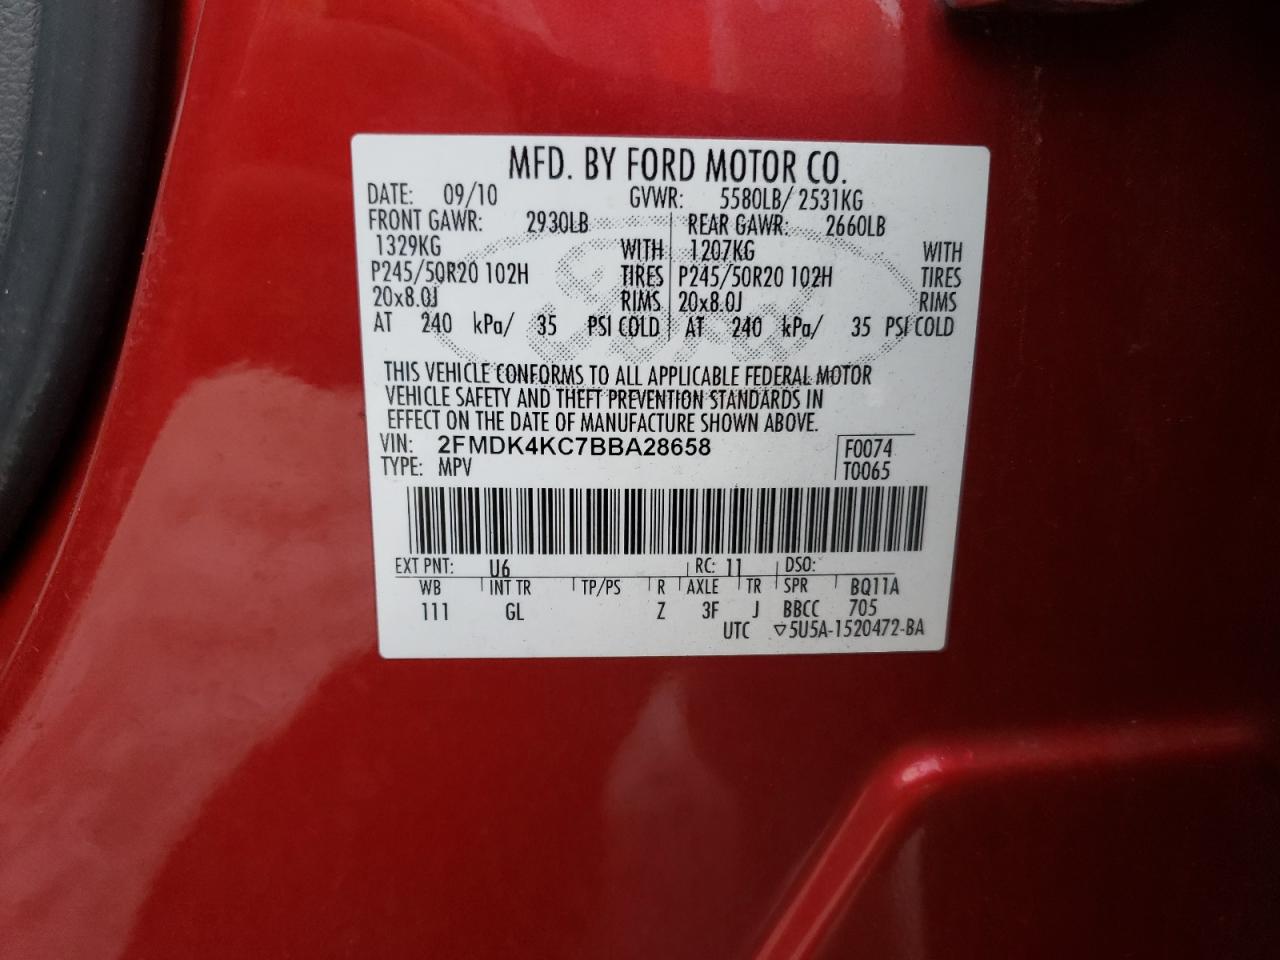 MFD. BY FORD MOTOR CO.
DATE: 09/10 GVWR: 5580LB/ 2531KG
FRONT GAWR: 2930LB REAR GAWR: 2660LB
1329KG WITH 1207KG WITH
P245/50R20 102H TIRES P245/50R20 102H TIRES
20x8.0J RIMS 20x8.0J RIMS
AT 240 kPa/ 35 PSI COLD AT 240 kPa/ 35 PSI COLD
THIS VEHICLE CONFORMS TO ALL APPLICABLE FEDERAL MOTOR
VEHICLE SAFETY AND THEFT PREVENTION STANDARDS IN
EFFECT ON THE DATE OF MANUFACTURE SHOWN ABOVE.
VIN: 2FMDK4KC7BBA28658 F0074
TYPE: MPV T0065
EXT PNT: U6 RC: 11 DSO:
WB INT TR TP/PS R AXLE TR SPR BQ11A
111 GL Z 3F J BBCC 705
UTC ▽5U5A-1520472-BA
Ford